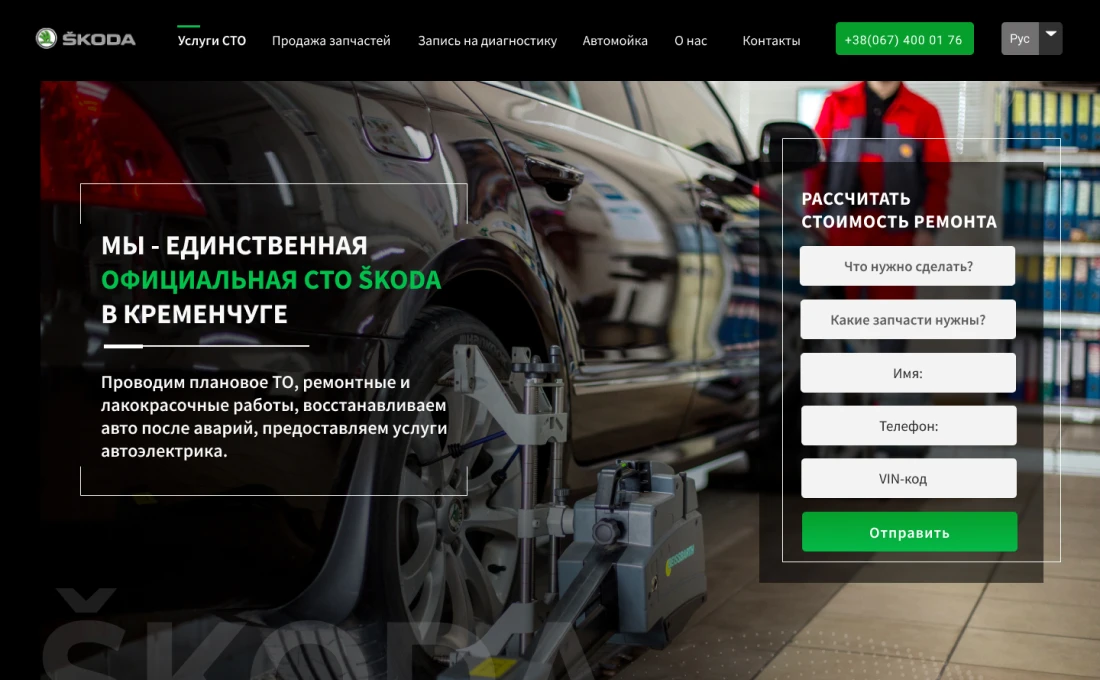 ŠKODA
Услуги СТО
Продажа запчастей
Запись на диагностику
Автомойка
О нас
Контакты
+38(067) 400 01 76
Рус
МЫ - ЕДИНСТВЕННАЯ
ОФИЦИАЛЬНАЯ СТО ŠKODA
В КРЕМЕНЧУГЕ
Проводим плановое ТО, ремонтные и
лакокрасочные работы, восстанавливаем
авто после аварий, предоставляем услуги
автоэлектрика.
РАССЧИТАТЬ
СТОИМОСТЬ РЕМОНТА
Что нужно сделать?
Какие запчасти нужны?
Имя:
Телефон:
VIN-код
Отправить
ŠKODA